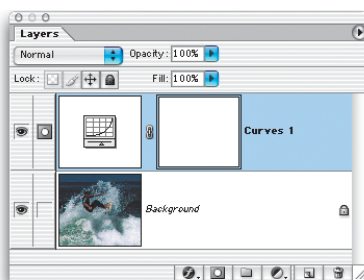 Layers
Normal Opacity: 100%
Lock: Fill: 100%
Curves 1
Background